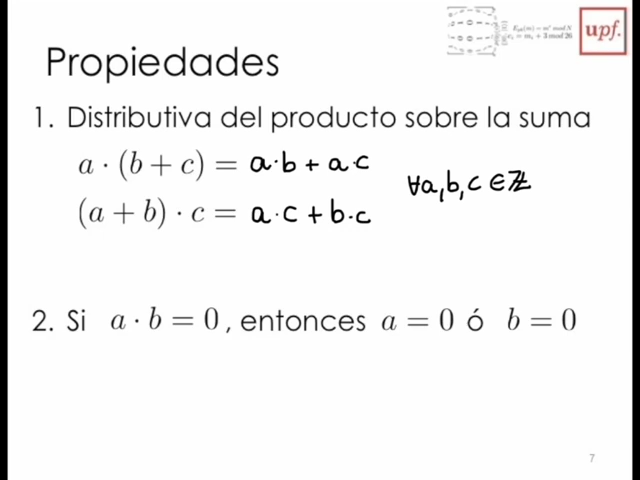 upf.
Propiedades
1. Distributiva del producto sobre la suma
a · (b + c) = a·b + a·c
∀a,b,c ∈ ℤ
(a + b) · c = a·c + b·c
2. Si a · b = 0, entonces a = 0 ó b = 0
7